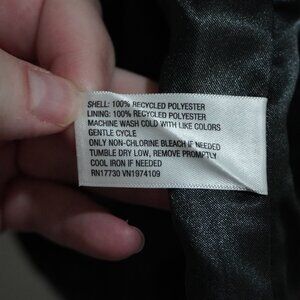 SHELL: 100% RECYCLED POLYESTER
LINING: 100% RECYCLED POLYESTER
MACHINE WASH COLD WITH LIKE COLORS
GENTLE CYCLE
ONLY NON-CHLORINE BLEACH IF NEEDED
TUMBLE DRY LOW, REMOVE PROMPTLY
COOL IRON IF NEEDED
RN17730 VN1974109